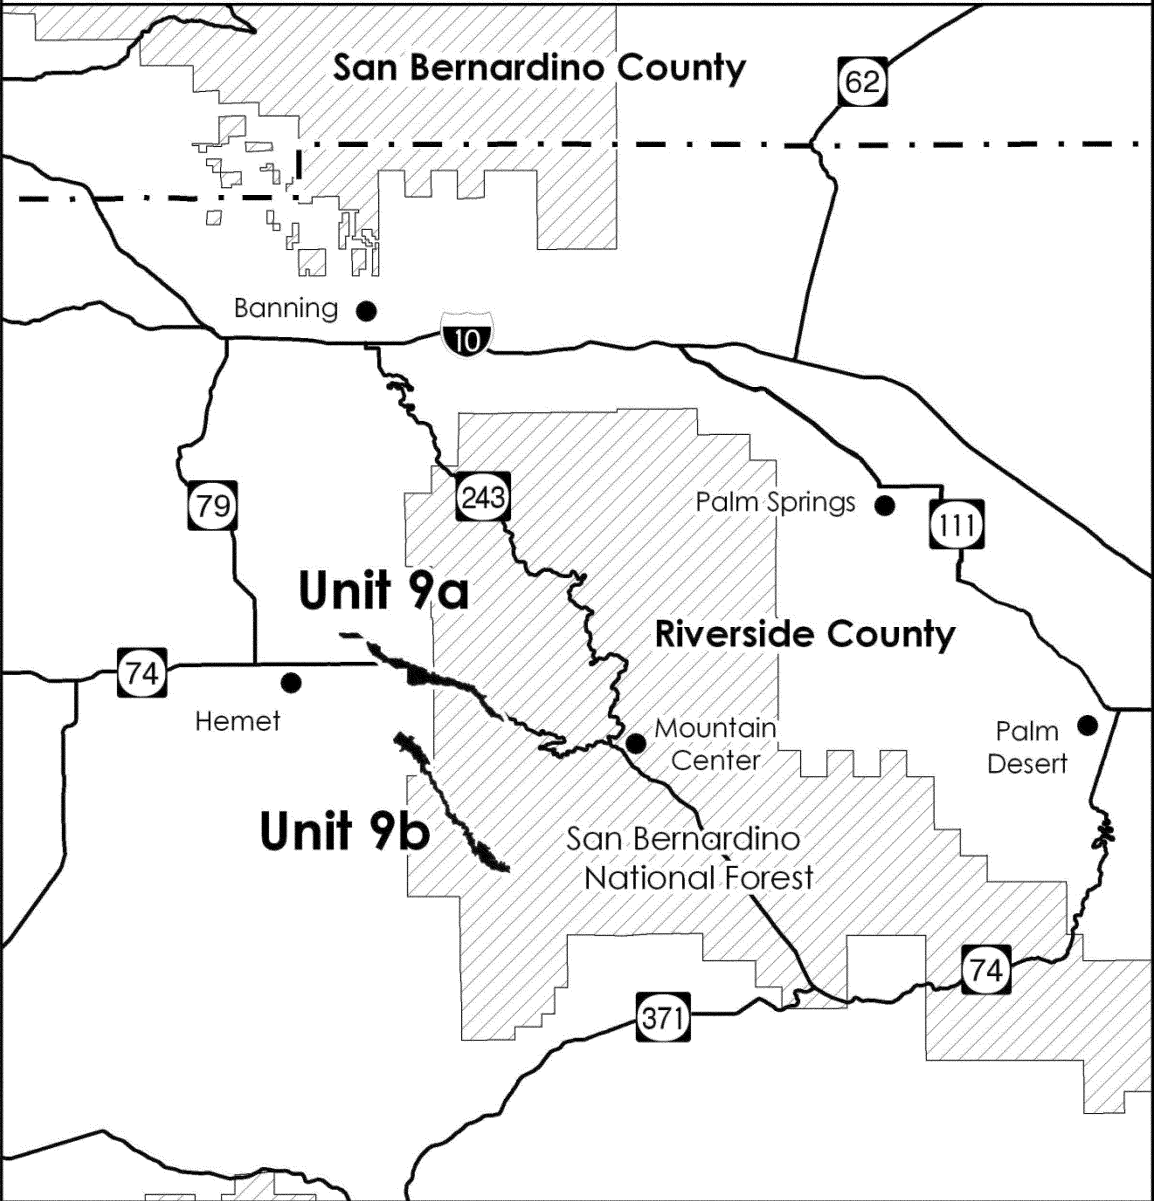 San Bernardino County
62
Banning
10
243
Palm Springs
79
111
Unit 9a
Riverside County
74
Hemet
Mountain
Center
Palm
Desert
Unit 9b
San Bernardino
National Forest
74
371